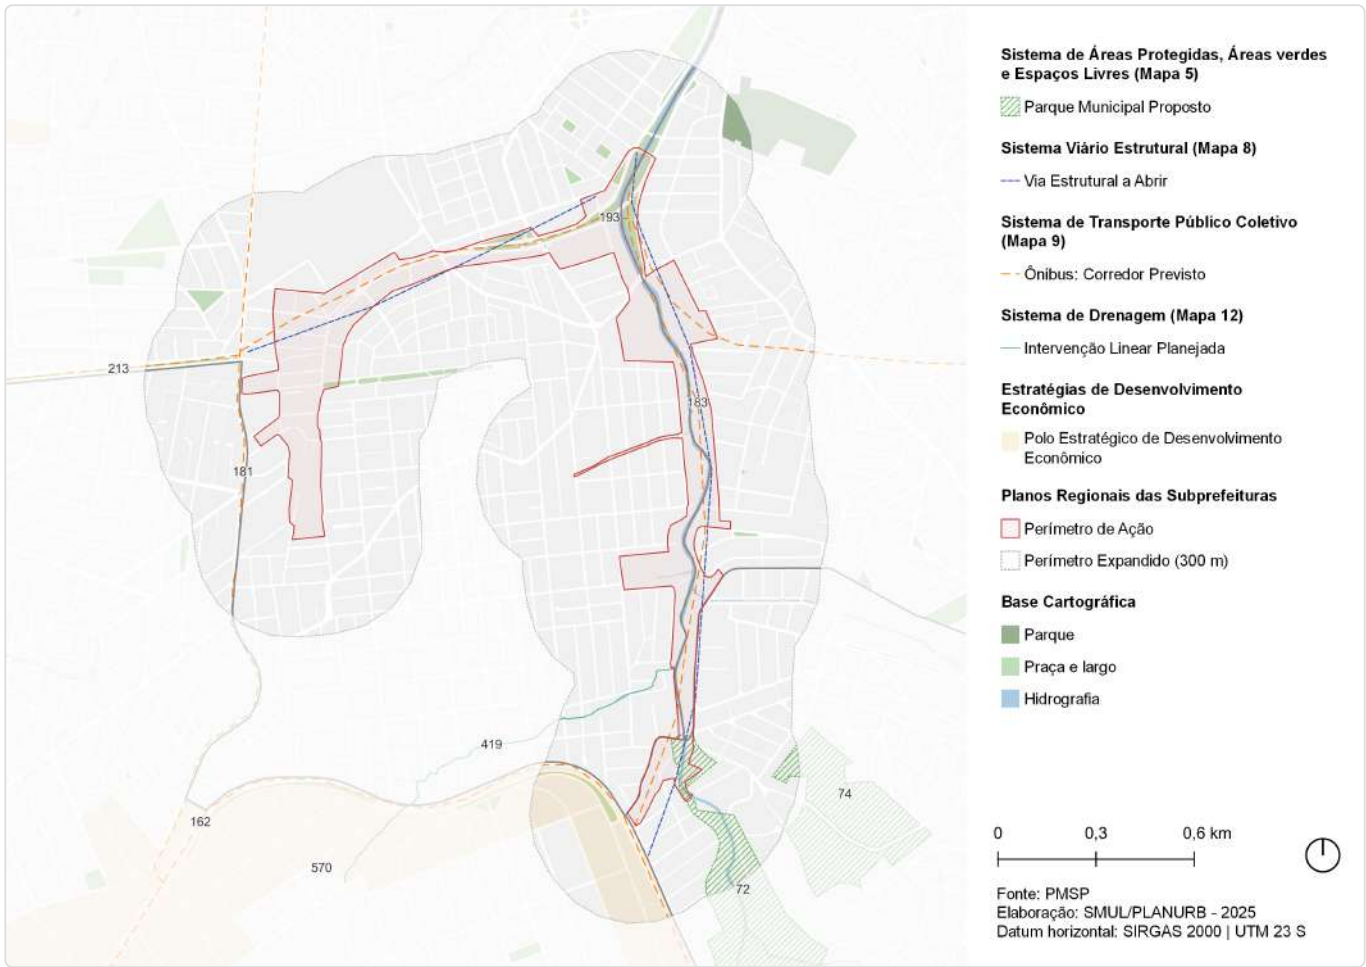 193
213
183
181
419
74
162
570
72
Sistema de Áreas Protegidas, Áreas verdes
e Espaços Livres (Mapa 5)
Parque Municipal Proposto
Sistema Viário Estrutural (Mapa 8)
Via Estrutural a Abrir
Sistema de Transporte Público Coletivo
(Mapa 9)
Ônibus: Corredor Previsto
Sistema de Drenagem (Mapa 12)
Intervenção Linear Planejada
Estratégias de Desenvolvimento
Econômico
Polo Estratégico de Desenvolvimento
Econômico
Planos Regionais das Subprefeituras
Perímetro de Ação
Perímetro Expandido (300 m)
Base Cartográfica
Parque
Praça e largo
Hidrografia
0 0,3 0,6 km
Fonte: PMSP
Elaboração: SMUL/PLANURB - 2025
Datum horizontal: SIRGAS 2000 | UTM 23 S